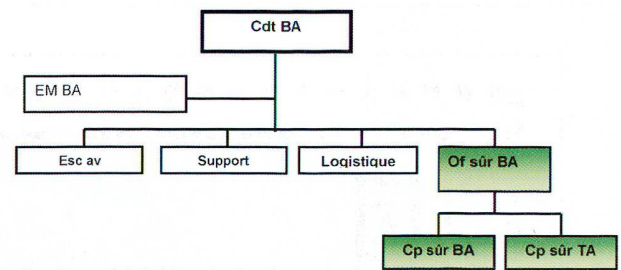 Cdt BA
EM BA
Esc av
Support
Logistique
Of sûr BA
Cp sûr BA
Cp sûr TA